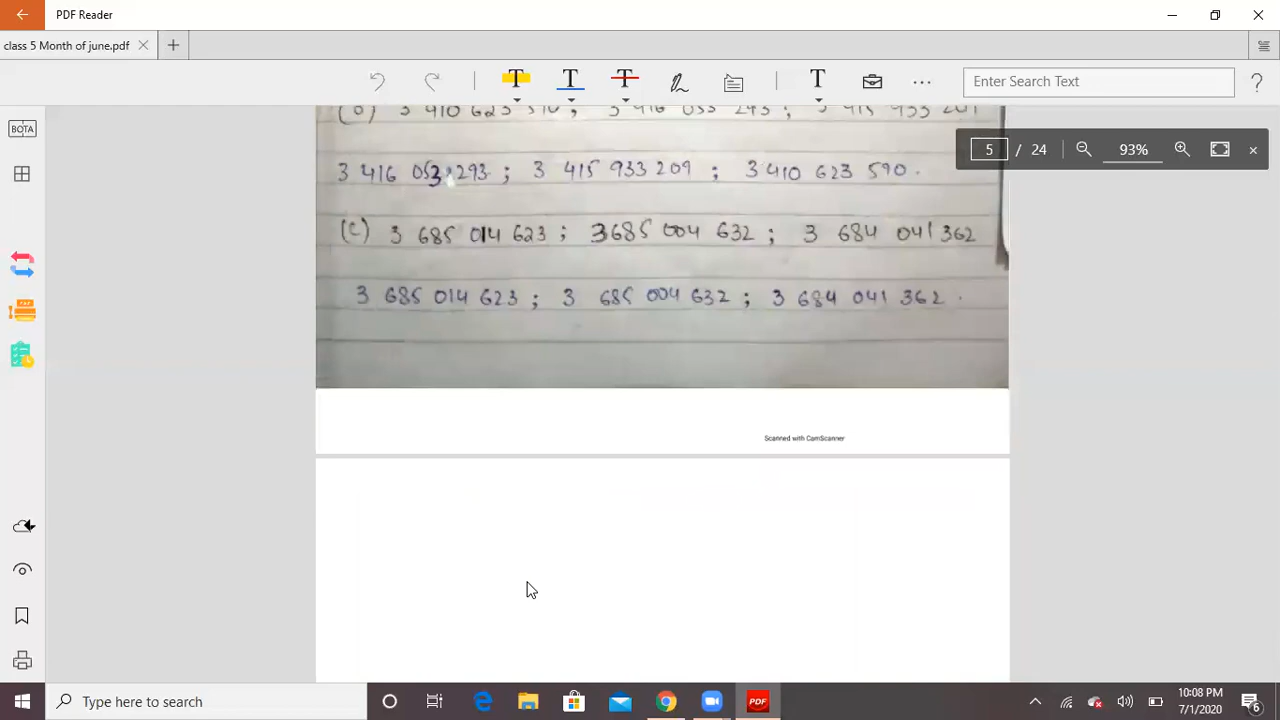 PDF Reader
class 5 Month of june.pdf
T T T T ... Enter Search Text ?
BOTA
5 / 24 93%
3 416 053 293 ; 3 415 933 209 ; 3 410 623 590 .
(C) 3 685 014 623 ; 3685 004 632 ; 3 684 041 362
3 685 014 623 ; 3 685 004 632 ; 3 684 041 362 .
Scanned with CamScanner
Type here to search
PDF
10:08 PM
7/1/2020
6